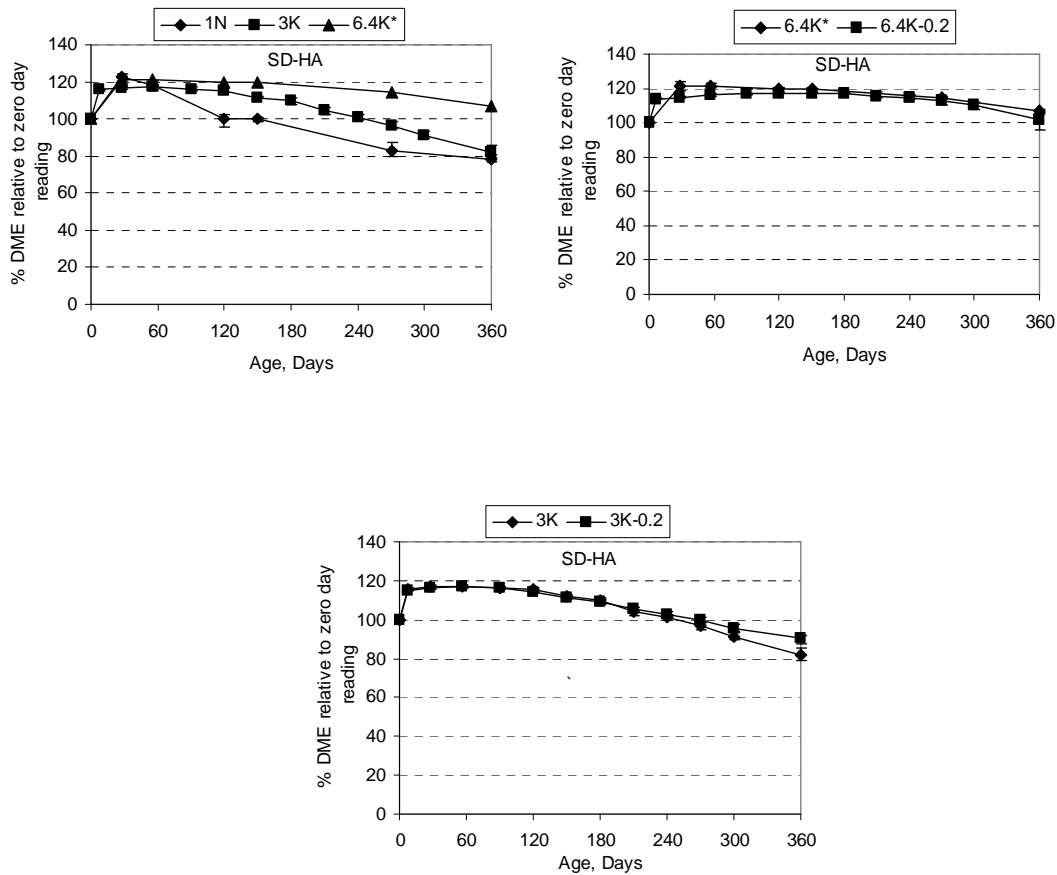 1N 3K 6.4K*
SD-HA
% DME relative to zero day
reading
140
120
100
80
60
40
20
0
0 60 120 180 240 300 360
Age, Days
6.4K* 6.4K-0.2
SD-HA
% DME relative to zero day
reading
140
120
100
80
60
40
20
0
0 60 120 180 240 300 360
Age, Days
3K 3K-0.2
SD-HA
% DME relative to zero day
reading
140
120
100
80
60
40
20
0
0 60 120 180 240 300 360
Age, Days